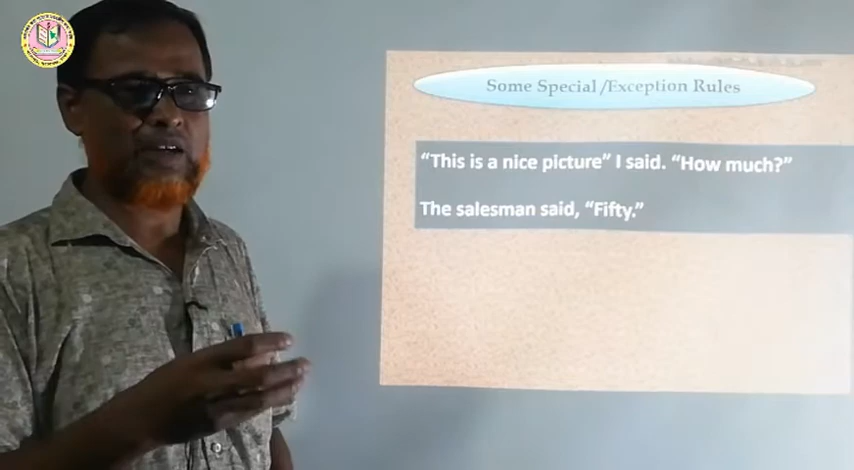 Some Special /Exception Rules
“This is a nice picture” I said. “How much?”
The salesman said, “Fifty.”